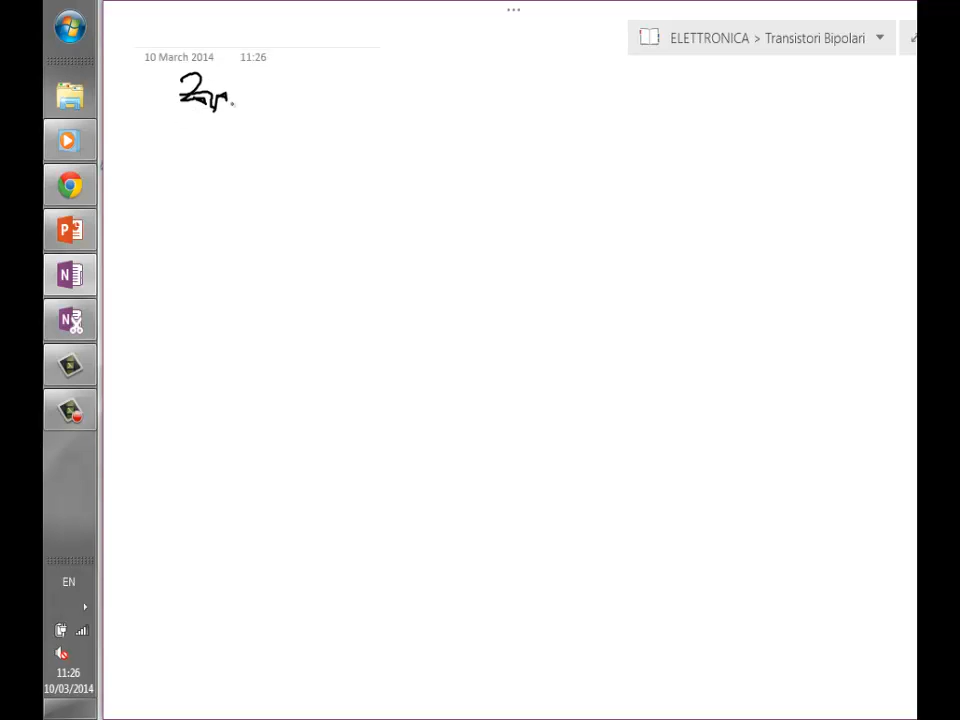 ELETTRONICA > Transistori Bipolari
10 March 2014 11:26
EN
11:26
10/03/2014